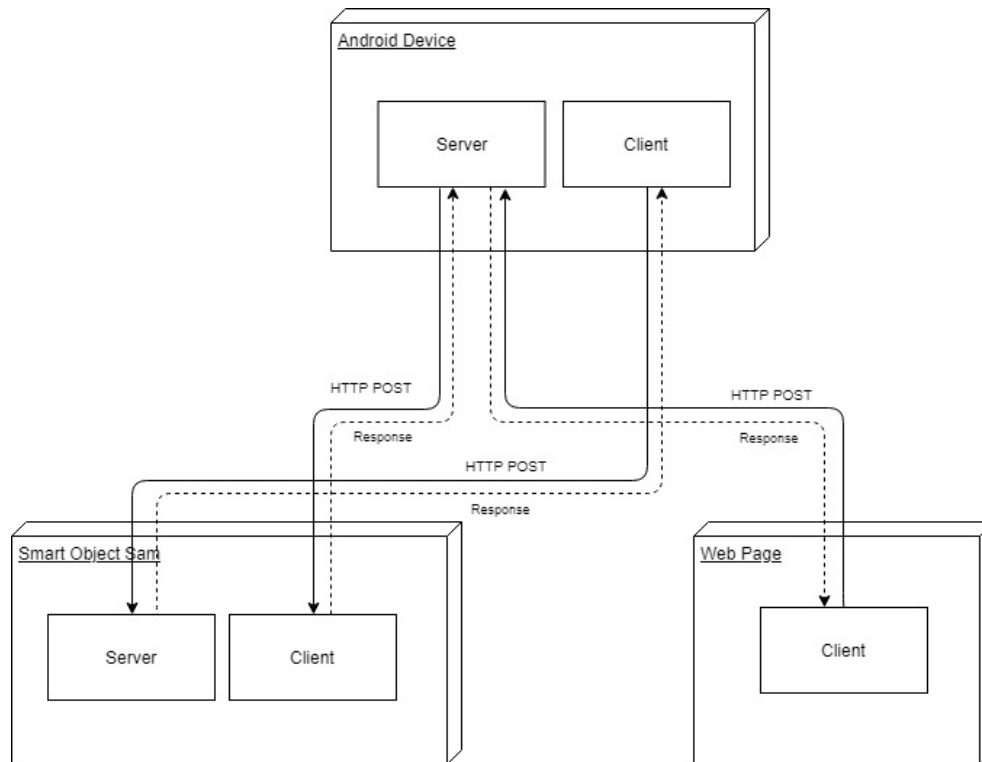 Android Device
Server
Client
HTTP POST
HTTP POST
Response
Response
HTTP POST
Response
Smart Object Sam
Web Page
Server
Client
Client